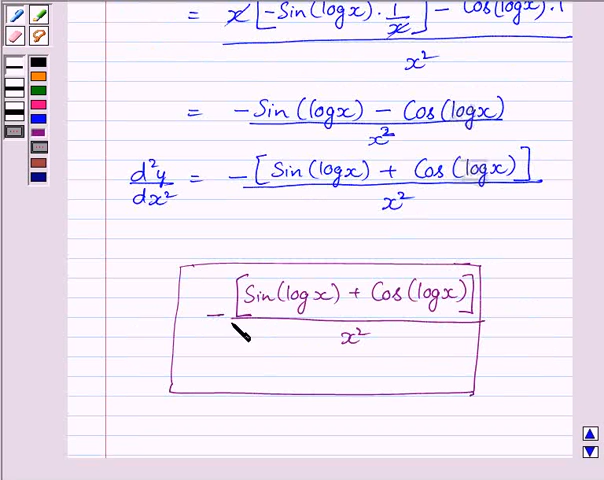 = x[-Sin(logx) · 1/x] - Cos(logx) · 1
x²
= -Sin(logx) - Cos(logx)
x²
d²y/dx² = -[Sin(logx) + Cos(logx)]
x²
- [Sin(logx) + Cos(logx)]
x²